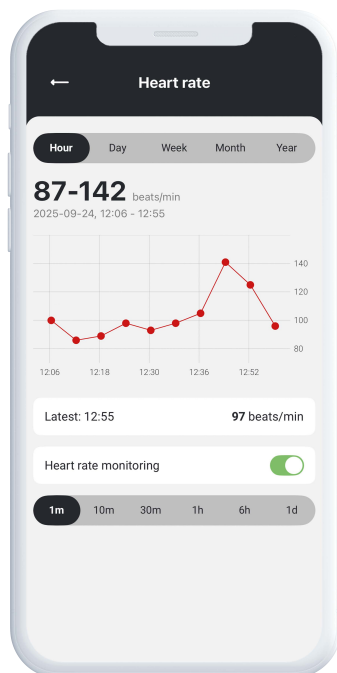 Heart rate
Hour Day Week Month Year
87-142 beats/min
2025-09-24, 12:06 - 12:55
140
120
100
80
12:06 12:18 12:30 12:36 12:52
Latest: 12:55 97 beats/min
Heart rate monitoring
1m 10m 30m 1h 6h 1d